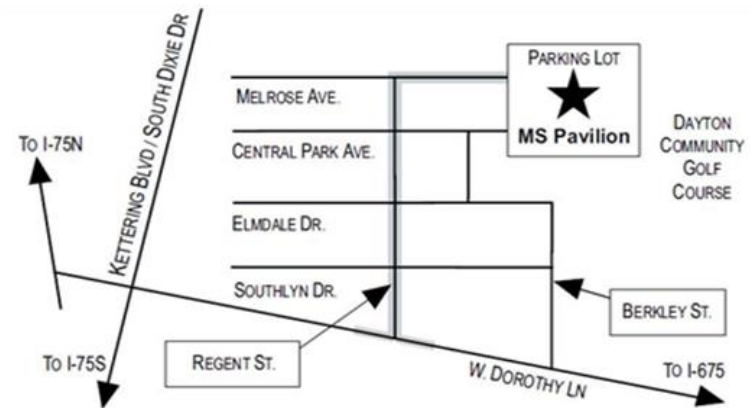 PARKING LOT
MS Pavilion
DAYTON
COMMUNITY
GOLF
COURSE
MELROSE AVE.
CENTRAL PARK AVE.
ELMDALE DR.
SOUTHLYN DR.
TO I-75N
KETTERING BLVD / SOUTH DIXIE DR
TO I-75S
REGENT ST.
BERKLEY ST.
W. DOROTHY LN
TO I-675